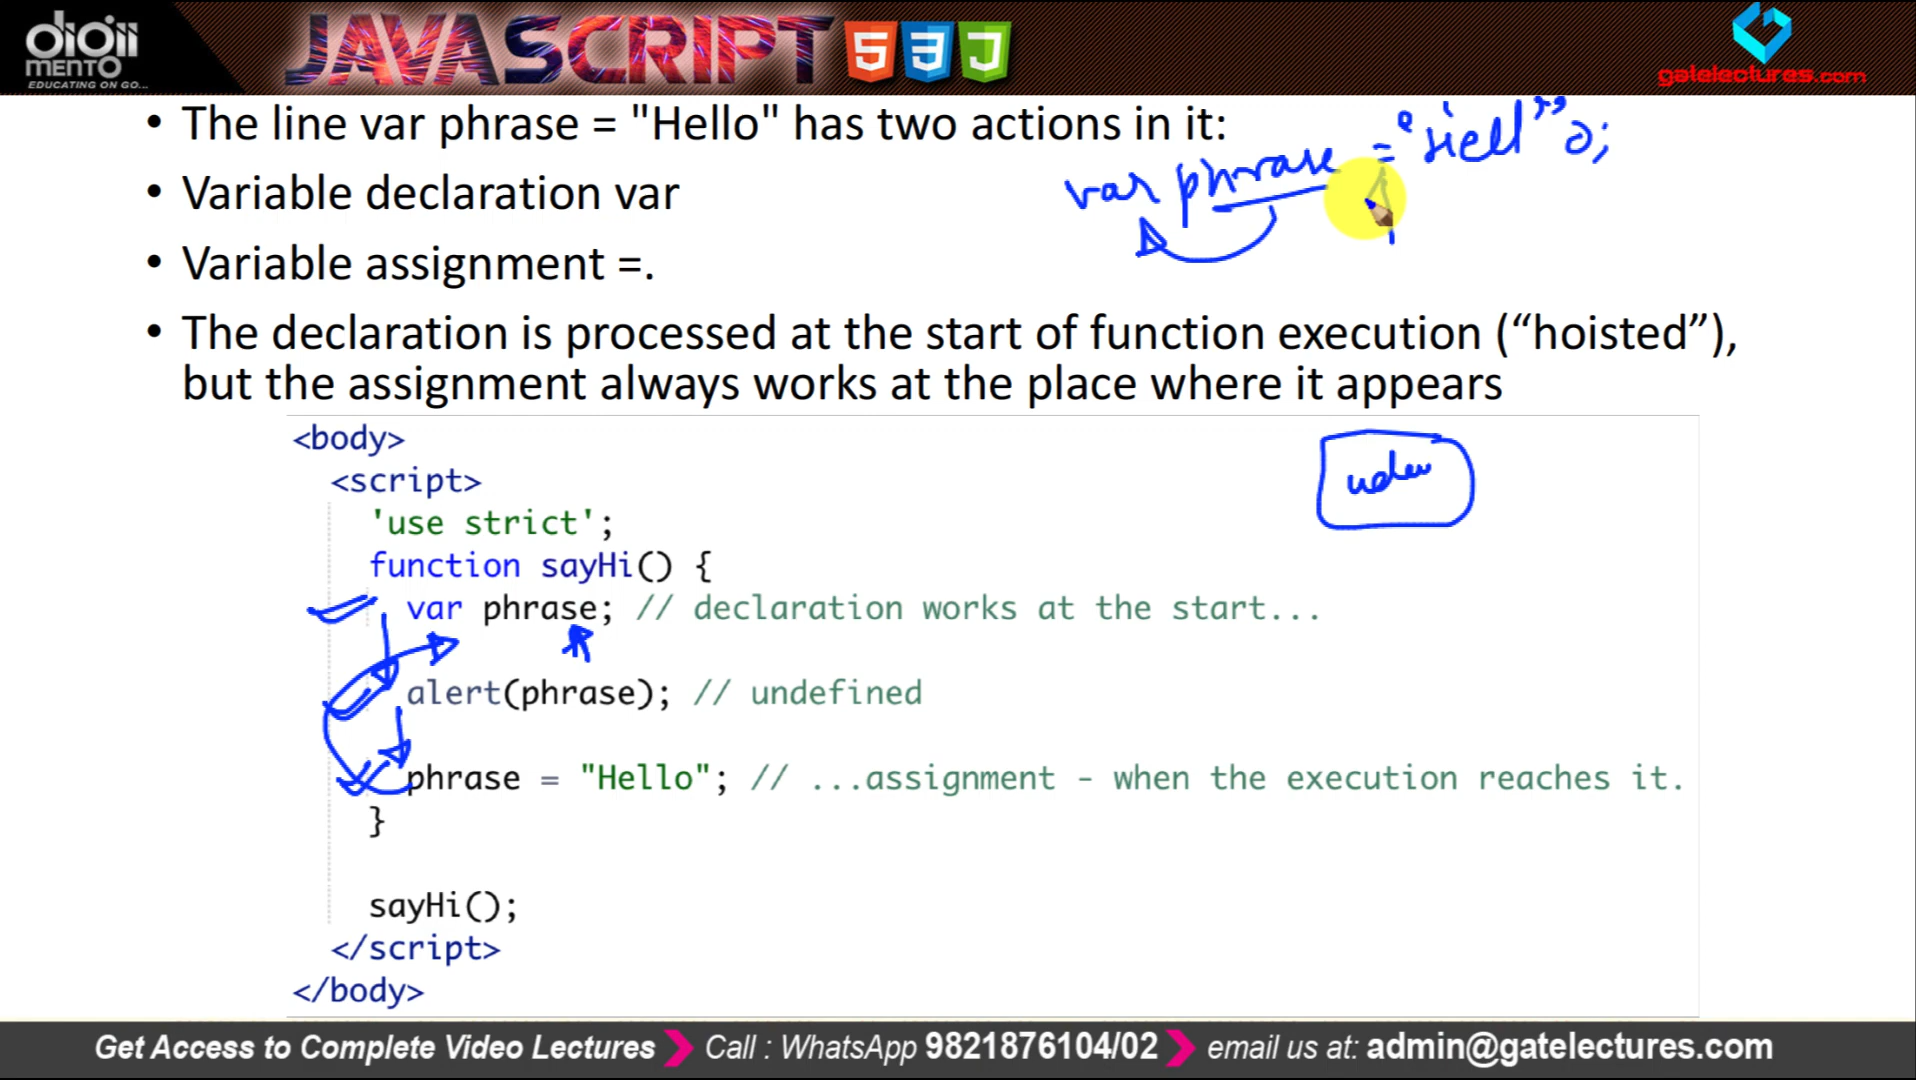 digii
MENTO
EDUCATING ON GO...
JAVASCRIPT
5 3 J
gatelectures.com
• The line var phrase = "Hello" has two actions in it:
var phrase = "Hell" o;
• Variable declaration var
• Variable assignment =.
• The declaration is processed at the start of function execution (“hoisted”),
but the assignment always works at the place where it appears
<body>
<script>
'use strict';
function sayHi() {
var phrase; // declaration works at the start...
alert(phrase); // undefined
phrase = "Hello"; // ...assignment - when the execution reaches it.
}
sayHi();
</script>
</body>
Get Access to Complete Video Lectures Call : WhatsApp 9821876104/02 email us at: admin@gatelectures.com